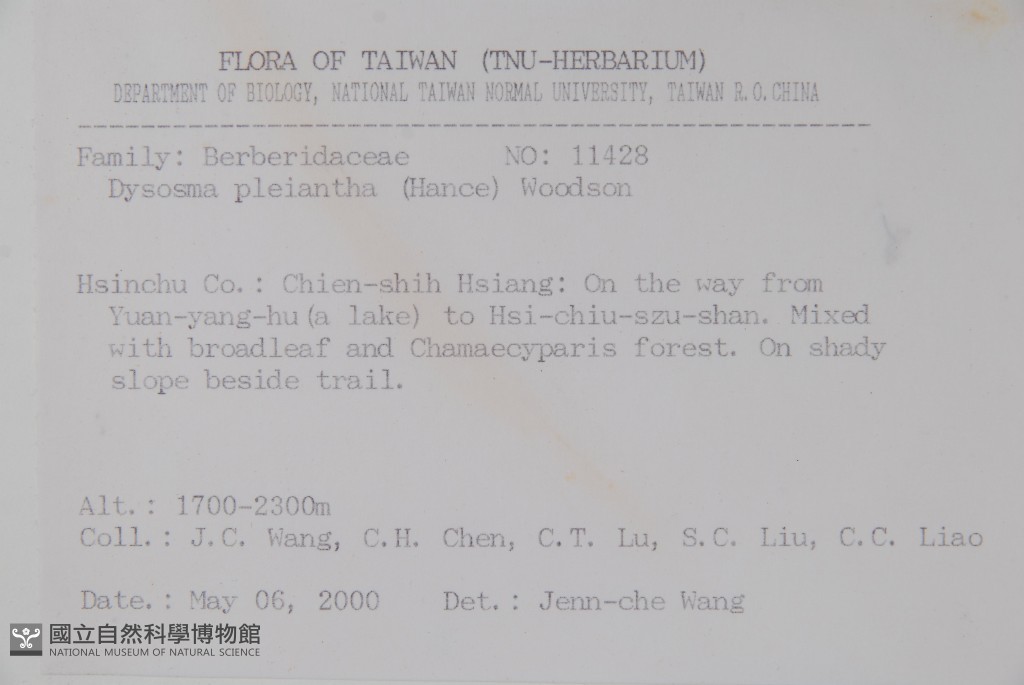 FLORA OF TAIWAN (TNU-HERBARIUM)
DEPARTMENT OF BIOLOGY, NATIONAL TAIWAN NORMAL UNIVERSITY, TAIWAN R.O.CHINA
Family: Berberidaceae NO: 11428
Dysosma pleiantha (Hance) Woodson
Hsinchu Co.: Chien-shih Hsiang: On the way from
Yuan-yang-hu (a lake) to Hsi-chiu-szu-shan. Mixed
with broadleaf and Chamaecyparis forest. On shady
slope beside trail.
Alt.: 1700-2300m
Coll.: J.C. Wang, C.H. Chen, C.T. Lu, S.C. Liu, C.C. Liao
Date.: May 06, 2000 Det.: Jenn-che Wang
國立自然科學博物館
NATIONAL MUSEUM OF NATURAL SCIENCE